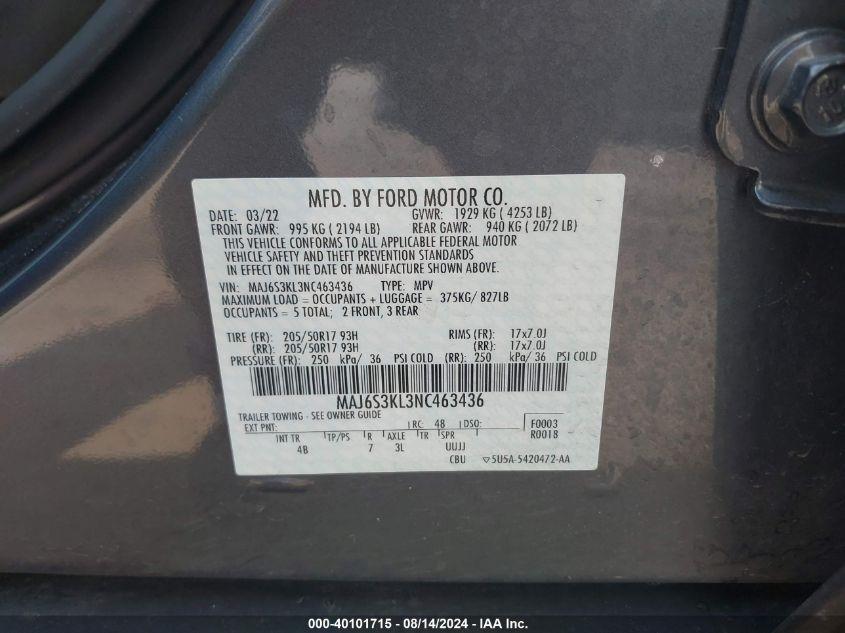 MFD. BY FORD MOTOR CO.
DATE: 03/22 GVWR: 1929 KG ( 4253 LB)
FRONT GAWR: 995 KG ( 2194 LB) REAR GAWR: 940 KG ( 2072 LB)
THIS VEHICLE CONFORMS TO ALL APPLICABLE FEDERAL MOTOR
VEHICLE SAFETY AND THEFT PREVENTION STANDARDS
IN EFFECT ON THE DATE OF MANUFACTURE SHOWN ABOVE.
VIN: MAJ6S3KL3NC463436 TYPE: MPV
MAXIMUM LOAD = OCCUPANTS + LUGGAGE = 375KG/ 827LB
OCCUPANTS = 5 TOTAL; 2 FRONT, 3 REAR
TIRE (FR): 205/50R17 93H RIMS (FR): 17x7.0J
(RR): 205/50R17 93H (RR): 17x7.0J
PRESSURE (FR): 250 kPa/ 36 PSI COLD (RR): 250 kPa/ 36 PSI COLD
MAJ6S3KL3NC463436
TRAILER TOWING - SEE OWNER GUIDE
EXT PNT: RC: 48 DSO: F0003
INT TR TP/PS R AXLE TR SPR R0018
4B 7 3L UUJJ
CBU ▽5U5A-5420472-AA
000-40101715 - 08/14/2024 - IAA Inc.